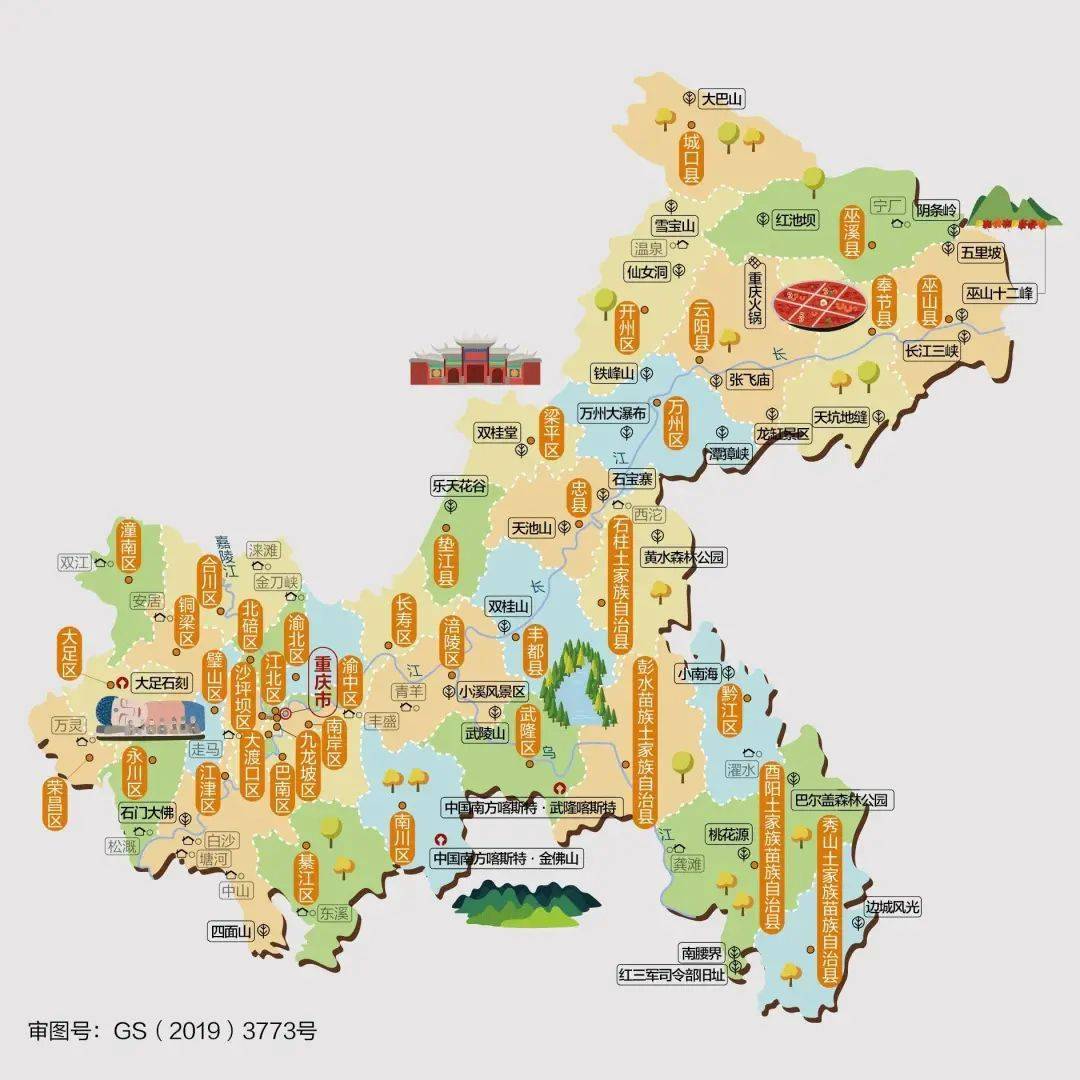 大巴山
城口县
雪宝山
温泉
仙女洞
红池坝
巫溪县
宁厂
阴条岭
五里坡
巫山十二峰
开州区
云阳县
重庆火锅
奉节县
巫山县
长江三峡
长
铁峰山
张飞庙
万州大瀑布
万州区
天坑地缝
龙缸景区
潭獐峡
双桂堂
梁平区
江
石宝寨
忠县
西沱
乐天花谷
天池山
石柱土家族自治县
黄水森林公园
垫江县
长
双桂山
丰都县
潼南区
双江
合川区
嘉陵江
涞滩
金刀峡
安居
铜梁区
北碚区
渝北区
长寿区
涪陵区
大足区
大足石刻
璧山区
沙坪坝区
江北区
重庆市
渝中区
江
青羊
小溪风景区
彭水苗族土家族自治县
小南海
黔江区
万灵
走马
大渡口区
九龙坡区
南岸区
丰盛
武陵山
武隆区
乌
荣昌区
永川区
江津区
巴南区
濯水
酉阳土家族苗族自治县
巴尔盖森林公园
石门大佛
中国南方喀斯特·武隆喀斯特
南川区
中国南方喀斯特·金佛山
江
桃花源
秀山土家族苗族自治县
松溉
白沙
塘河
中山
綦江区
龚滩
东溪
边城风光
四面山
南腰界
红三军司令部旧址
审图号：GS（2019）3773号